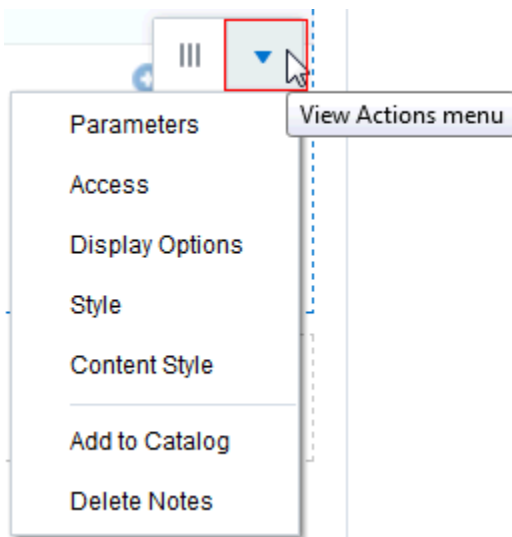 View Actions menu
Parameters
Access
Display Options
Style
Content Style
Add to Catalog
Delete Notes